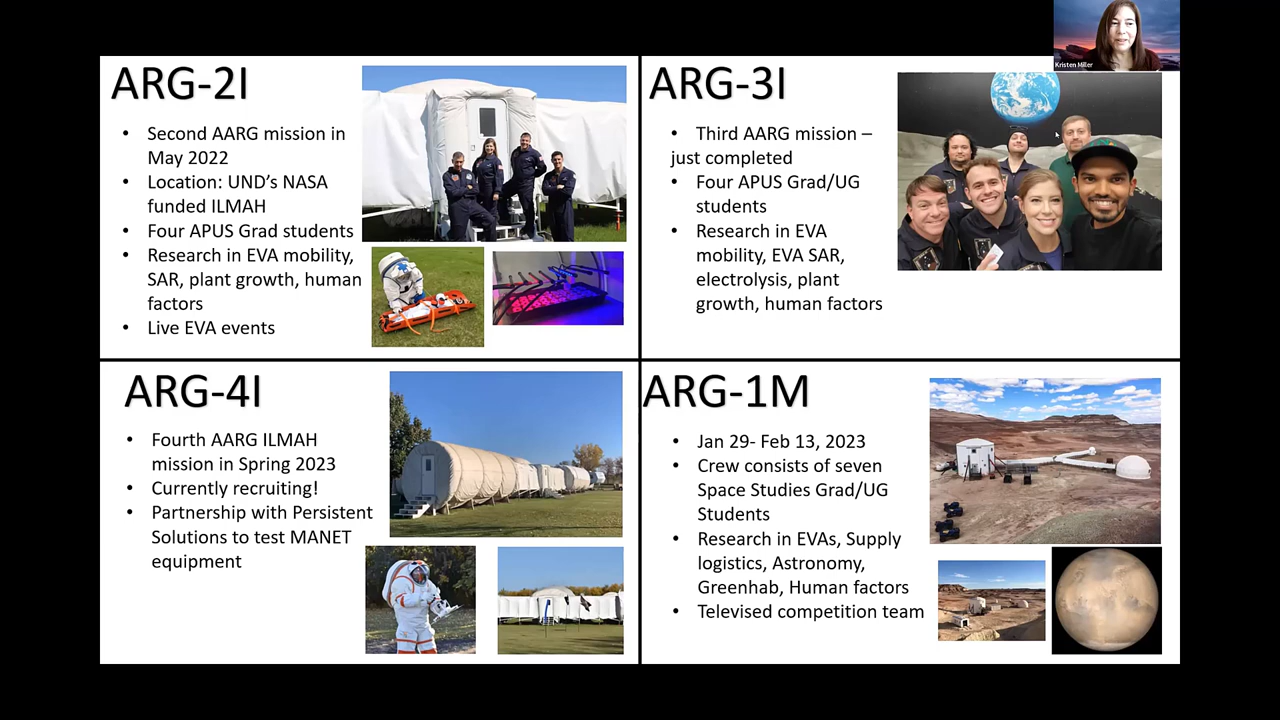 Kristen Miller
ARG-2I
• Second AARG mission in
May 2022
• Location: UND's NASA
funded ILMAH
• Four APUS Grad students
• Research in EVA mobility,
SAR, plant growth, human
factors
• Live EVA events
ARG-3I
• Third AARG mission –
just completed
• Four APUS Grad/UG
students
• Research in EVA
mobility, EVA SAR,
electrolysis, plant
growth, human factors
ARG-4I
• Fourth AARG ILMAH
mission in Spring 2023
• Currently recruiting!
• Partnership with Persistent
Solutions to test MANET
equipment
ARG-1M
• Jan 29- Feb 13, 2023
• Crew consists of seven
Space Studies Grad/UG
Students
• Research in EVAs, Supply
logistics, Astronomy,
Greenhab, Human factors
• Televised competition team